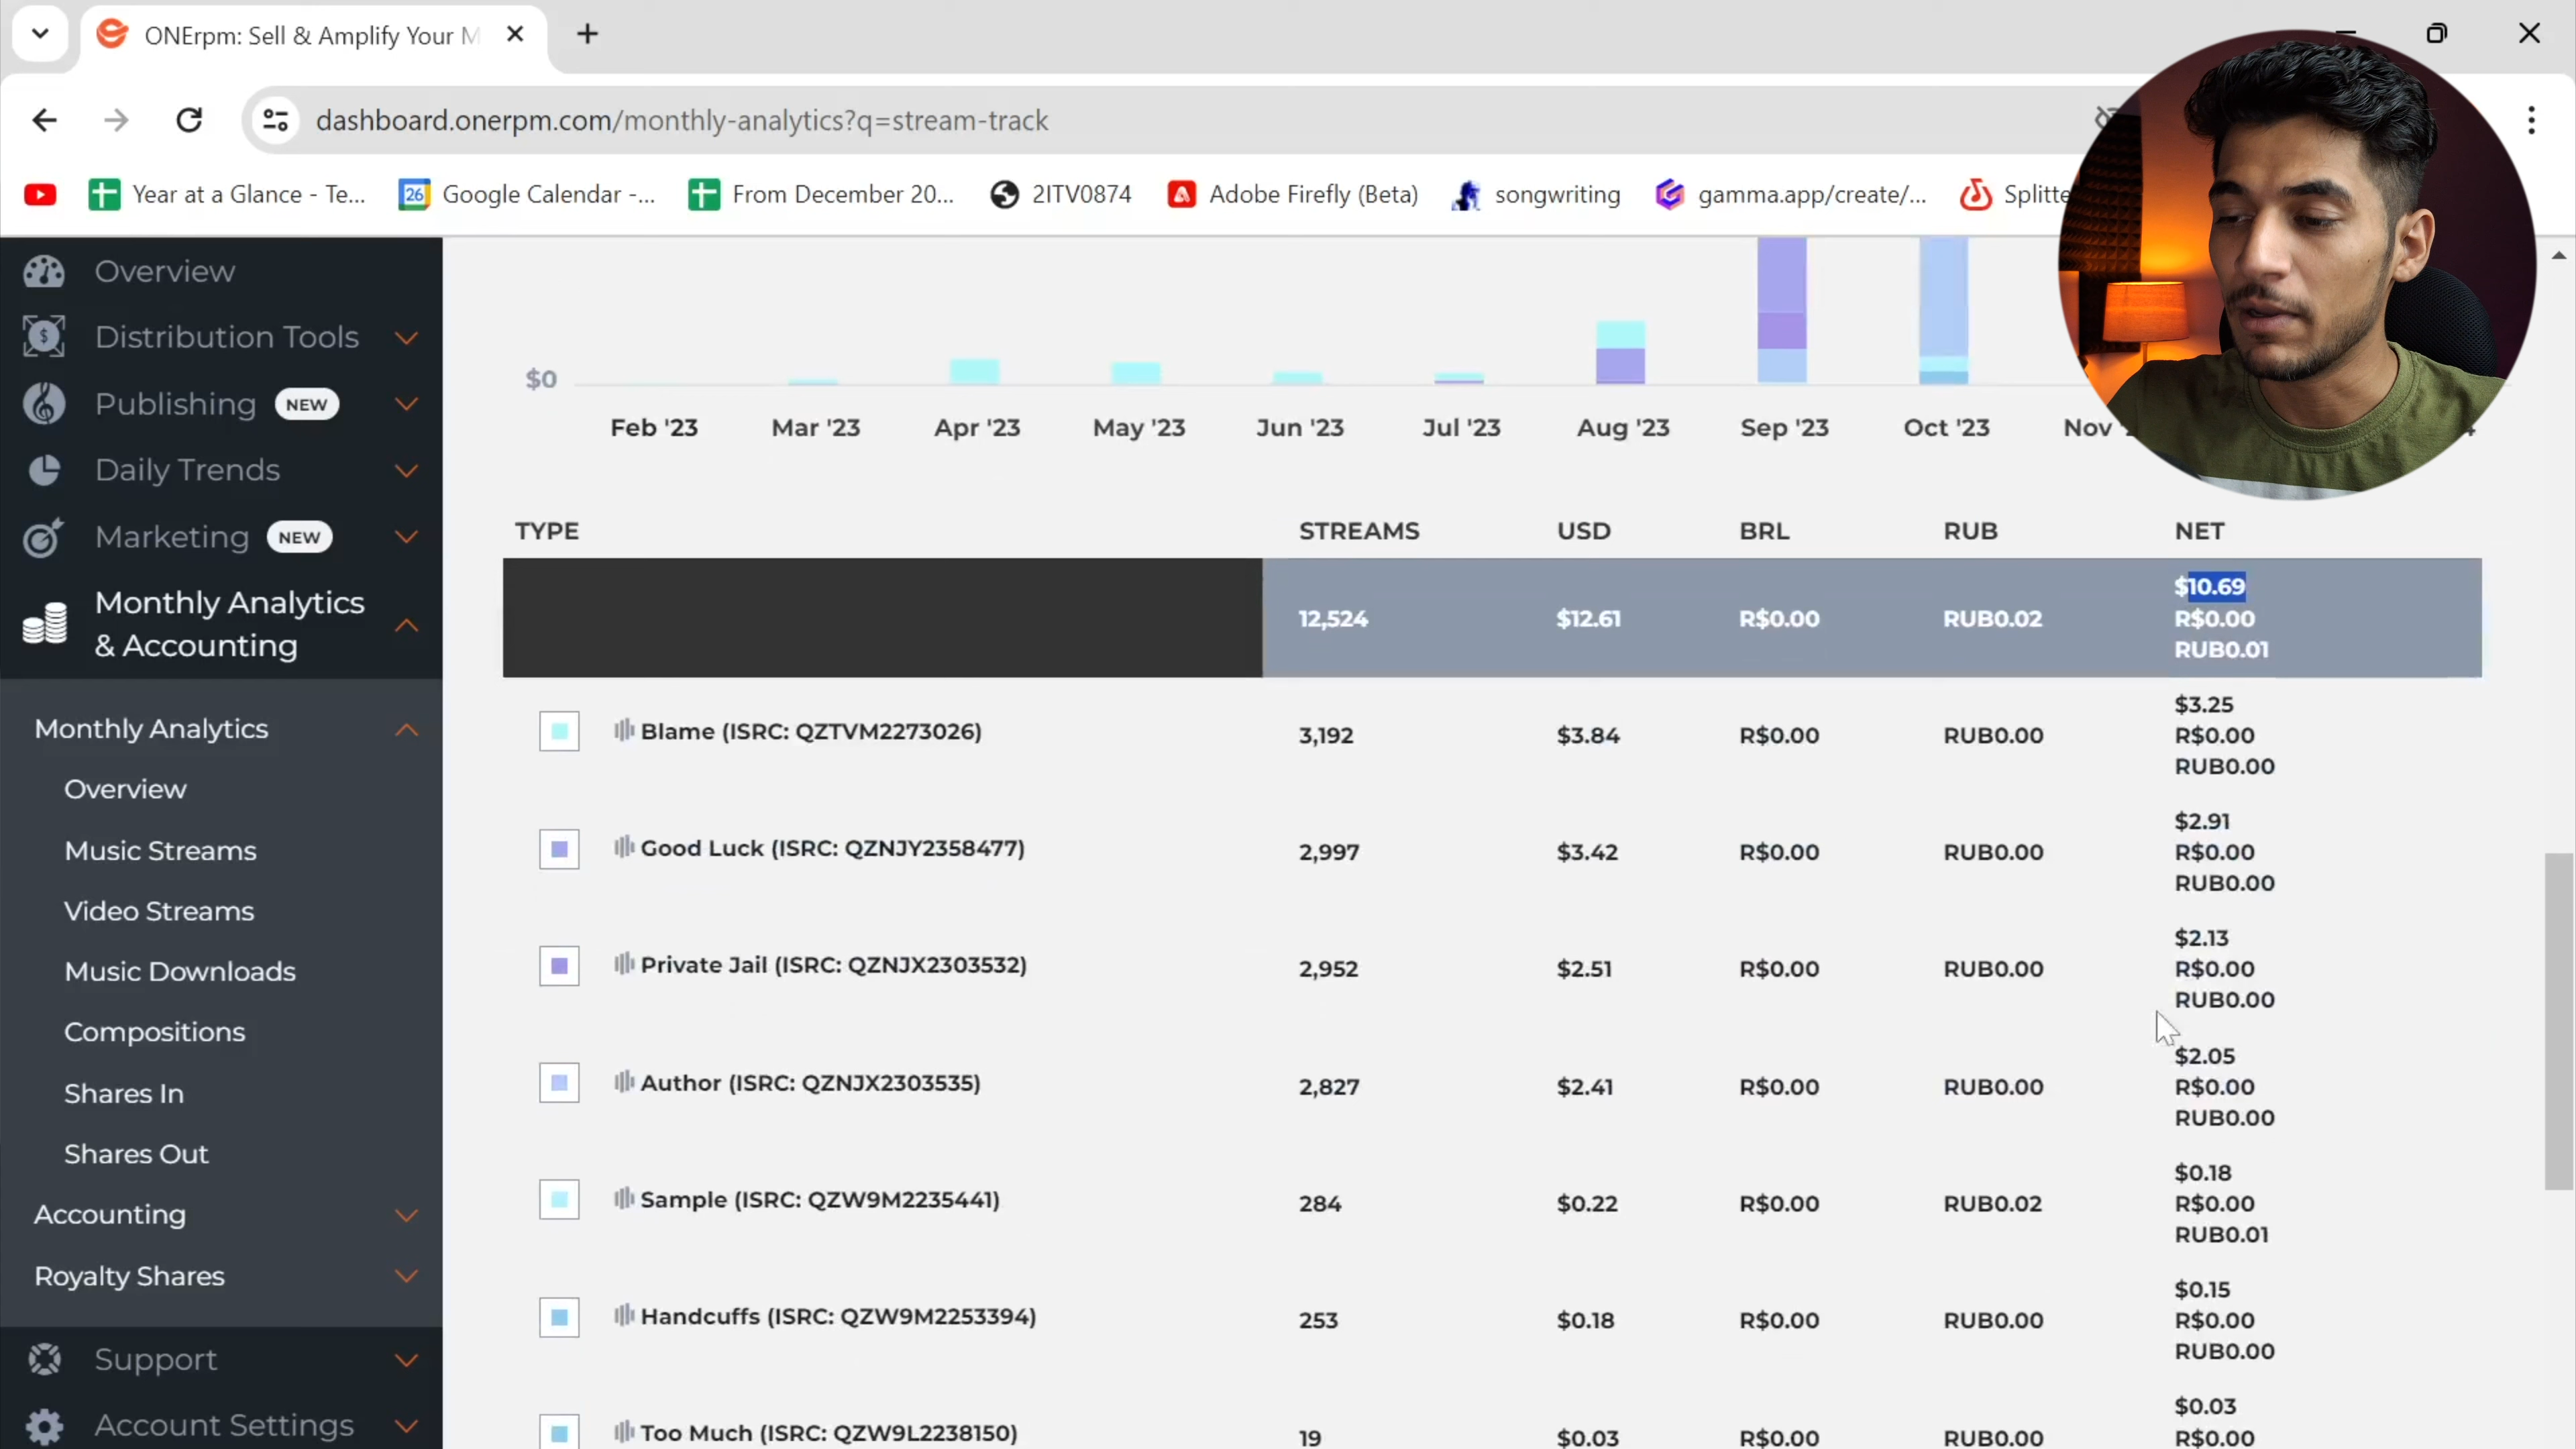 ONErpm: Sell & Amplify Your M
dashboard.onerpm.com/monthly-analytics?q=stream-track
Year at a Glance - Te...
26
Google Calendar -...
From December 20...
2ITV0874
Adobe Firefly (Beta)
songwriting
gamma.app/create/...
Splitte
Overview
Distribution Tools
Publishing NEW
Daily Trends
Marketing NEW
Monthly Analytics
& Accounting
Monthly Analytics
Overview
Music Streams
Video Streams
Music Downloads
Compositions
Shares In
Shares Out
Accounting
Royalty Shares
Support
Account Settings
$0
Feb '23 Mar '23 Apr '23 May '23 Jun '23 Jul '23 Aug '23 Sep '23 Oct '23 Nov
TYPE STREAMS USD BRL RUB NET
$10.69
12,524 $12.61 R$0.00 RUB0.02 R$0.00
RUB0.01
$3.25
Blame (ISRC: QZTVM2273026) 3,192 $3.84 R$0.00 RUB0.00 R$0.00
RUB0.00
$2.91
Good Luck (ISRC: QZNJY2358477) 2,997 $3.42 R$0.00 RUB0.00 R$0.00
RUB0.00
$2.13
Private Jail (ISRC: QZNJX2303532) 2,952 $2.51 R$0.00 RUB0.00 R$0.00
RUB0.00
$2.05
Author (ISRC: QZNJX2303535) 2,827 $2.41 R$0.00 RUB0.00 R$0.00
RUB0.00
$0.18
Sample (ISRC: QZW9M2235441) 284 $0.22 R$0.00 RUB0.02 R$0.00
RUB0.01
$0.15
Handcuffs (ISRC: QZW9M2253394) 253 $0.18 R$0.00 RUB0.00 R$0.00
RUB0.00
$0.03
Too Much (ISRC: QZW9L2238150) 19 $0.03 R$0.00 RUB0.00 R$0.00